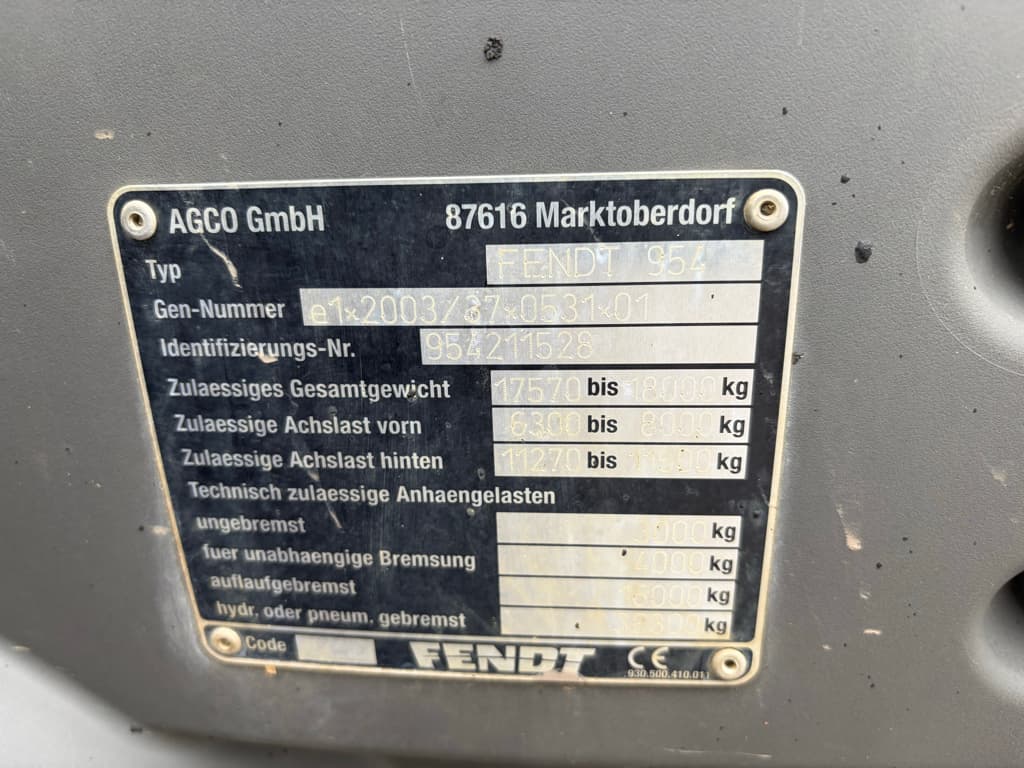 AGCO GmbH 87616 Marktoberdorf
Typ FENDT 954
Gen-Nummer e1*2003/37*0531*01
Identifizierungs-Nr. 954211528
Zulaessiges Gesamtgewicht 17570 bis 18000 kg
Zulaessige Achslast vorn 6300 bis 8000 kg
Zulaessige Achslast hinten 11270 bis kg
Technisch zulaessige Anhaengelasten
ungebremst 4000 kg
fuer unabhaengige Bremsung 4000 kg
auflaufgebremst kg
hydr. oder pneum. gebremst kg
Code FENDT CE
930.500.410.011